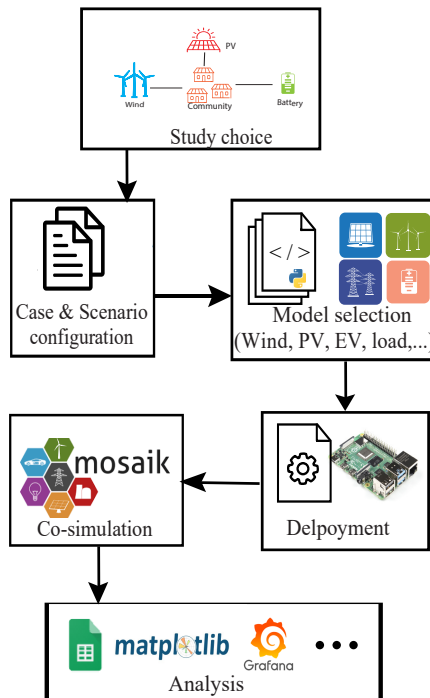 PV
Wind
Community
Battery
Study choice
Case & Scenario
configuration
< / >
Model selection
(Wind, PV, EV, load,...)
mosaik
Co-simulation
Delpoyment
matplotlib
Grafana
Analysis